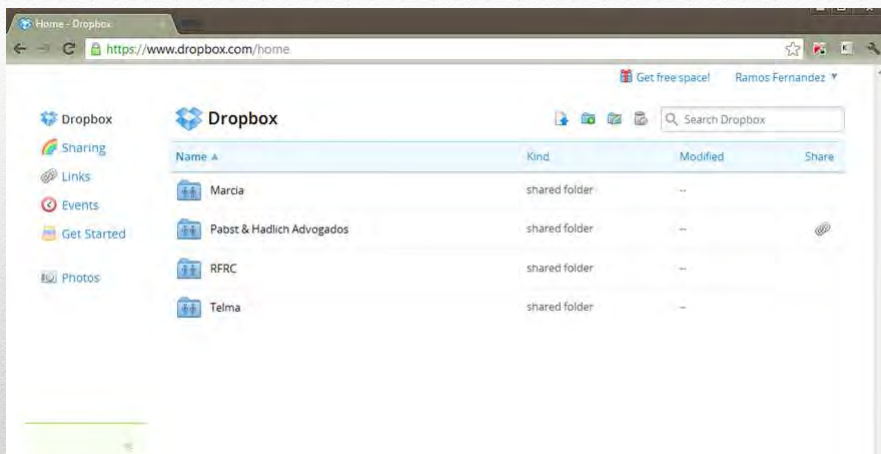 Home - Dropbox
https://www.dropbox.com/home
Get free space! Ramos Fernandez
Dropbox
Sharing
Links
Events
Get Started
Photos
Dropbox
Search Dropbox
Name Kind Modified Share
Marcia shared folder --
Pabst & Hadlich Advogados shared folder --
RFRC shared folder --
Telma shared folder --